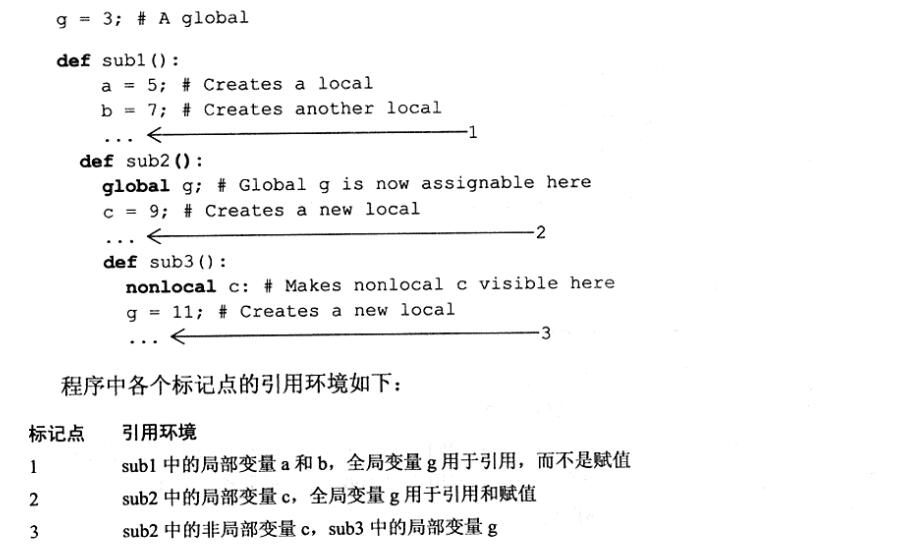 g = 3; # A global
def sub1():
a = 5; # Creates a local
b = 7; # Creates another local
... 1
def sub2():
global g; # Global g is now assignable here
c = 9; # Creates a new local
... 2
def sub3():
nonlocal c: # Makes nonlocal c visible here
g = 11; # Creates a new local
... 3
程序中各个标记点的引用环境如下：
标记点 引用环境
1 sub1 中的局部变量 a 和 b，全局变量 g 用于引用，而不是赋值
2 sub2 中的局部变量 c，全局变量 g 用于引用和赋值
3 sub2 中的非局部变量 c，sub3 中的局部变量 g